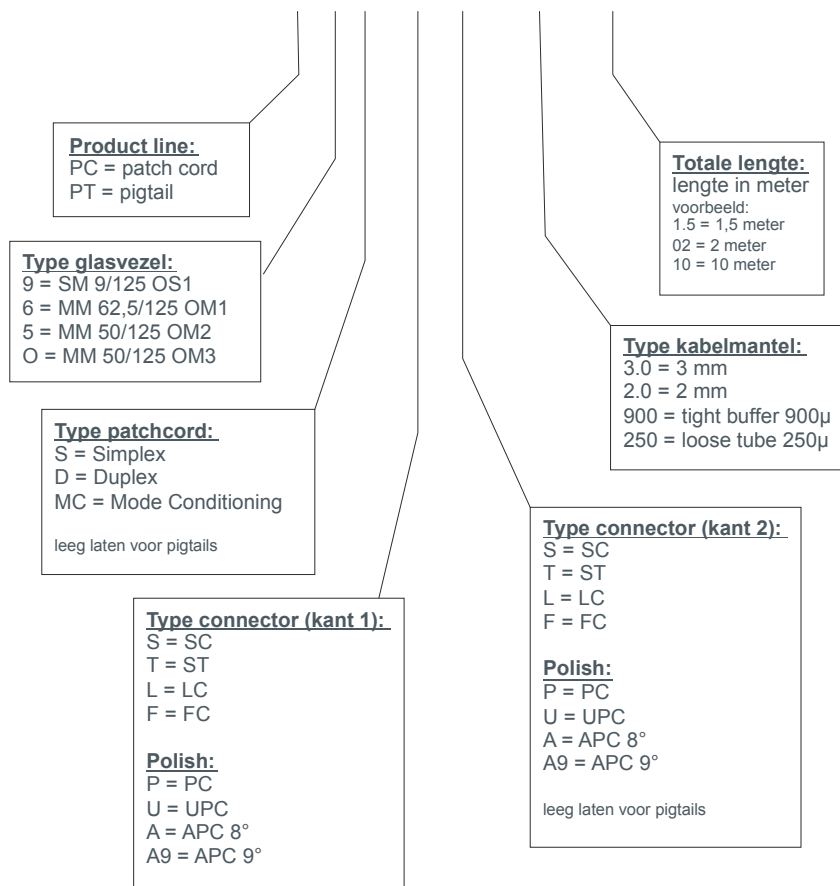 Product line:
PC = patch cord
PT = pigtail
Type glasvezel:
9 = SM 9/125 OS1
6 = MM 62,5/125 OM1
5 = MM 50/125 OM2
O = MM 50/125 OM3
Type patchcord:
S = Simplex
D = Duplex
MC = Mode Conditioning
leeg laten voor pigtails
Type connector (kant 1):
S = SC
T = ST
L = LC
F = FC
Polish:
P = PC
U = UPC
A = APC 8°
A9 = APC 9°
Totale lengte:
lengte in meter
voorbeeld:
1.5 = 1,5 meter
02 = 2 meter
10 = 10 meter
Type kabelmantel:
3.0 = 3 mm
2.0 = 2 mm
900 = tight buffer 900µ
250 = loose tube 250µ
Type connector (kant 2):
S = SC
T = ST
L = LC
F = FC
Polish:
P = PC
U = UPC
A = APC 8°
A9 = APC 9°
leeg laten voor pigtails